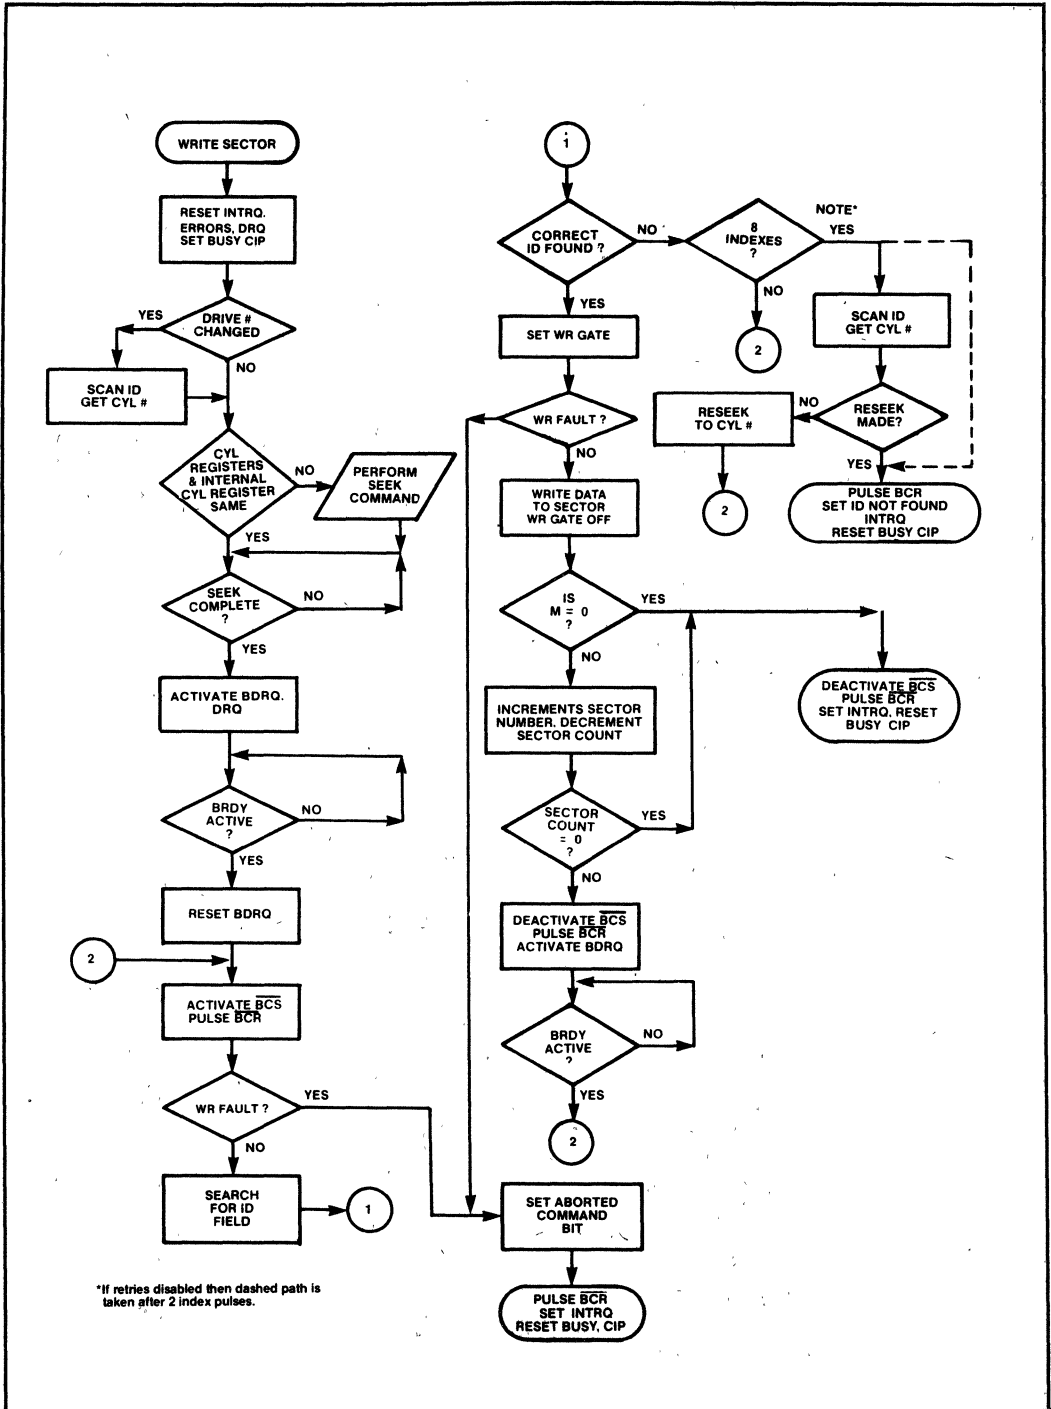 WRITE SECTOR
RESET INTRQ.
ERRORS, DRQ
SET BUSY CIP
DRIVE #
CHANGED
YES
NO
SCAN ID
GET CYL #
CYL
REGISTERS
& INTERNAL
CYL REGISTER
SAME
NO
PERFORM
SEEK
COMMAND
YES
SEEK
COMPLETE
?
NO
YES
ACTIVATE BDRQ.
DRQ
BRDY
ACTIVE
?
NO
YES
RESET BDRQ
2
ACTIVATE B̅C̅S̅
PULSE B̅C̅R̅
WR FAULT ?
YES
NO
SEARCH
FOR ID
FIELD
1
*If retries disabled then dashed path is
taken after 2 index pulses.
1
CORRECT
ID FOUND ?
NO
8
INDEXES
?
NOTE*
YES
NO
2
YES
SET WR GATE
SCAN ID
GET CYL #
RESEEK
MADE?
NO
RESEEK
TO CYL #
2
YES
PULSE BCR
SET ID NOT FOUND
INTRQ
RESET BUSY CIP
WR FAULT ?
NO
WRITE DATA
TO SECTOR
WR GATE OFF
IS
M = 0
?
YES
NO
DEACTIVATE B̅C̅S̅
PULSE B̅C̅R̅
SET INTRQ. RESET
BUSY CIP
INCREMENTS SECTOR
NUMBER. DECREMENT
SECTOR COUNT
SECTOR
COUNT
= 0
?
YES
NO
DEACTIVATE B̅C̅S̅
PULSE B̅C̅R̅
ACTIVATE BDRQ
BRDY
ACTIVE
?
NO
YES
2
SET ABORTED
COMMAND
BIT
PULSE B̅C̅R̅
SET INTRQ
RESET BUSY, CIP